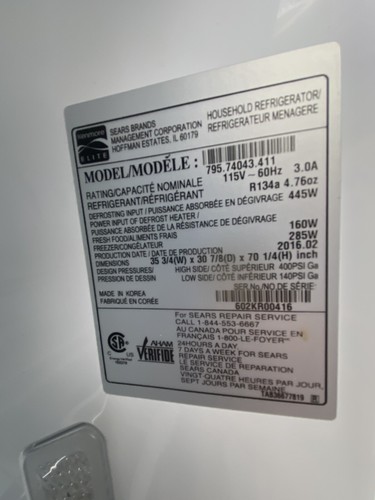 Kenmore
ELITE
SEARS BRANDS
MANAGEMENT CORPORATION
HOFFMAN ESTATES, IL 60179
HOUSEHOLD REFRIGERATOR/
REFRIGERATEUR MENAGERE
MODEL/MODÈLE : 795.74043.411
RATING/CAPACITÉ NOMINALE 115V ~ 60Hz 3.0A
REFRIGERANT/RÉFRIGÉRANT R134a 4.76oz
DEFROSTING INPUT / PUISSANCE ABSORBÉE EN DÉGIVRAGE 445W
POWER INPUT OF DEFROST HEATER /
PUISSANCE ABSORBÉE DE LA RÉSISTANCE DE DÉGIVRAGE
FRESH FOOD/ALIMENTS FRAIS 160W
FREEZER/CONGÉLATEUR 285W
PRODUCTION DATE / DATE DE PRODUCTION 2016.02
DIMENSIONS 35 3/4(W) x 30 7/8(D) x 70 1/4(H) inch
DESIGN PRESSURES/ HIGH SIDE/ CÔTÉ SUPÉRIEUR 400PSI Ga
PRESSION DE DESSIN LOW SIDE/ CÔTÉ INFÉRIEUR 140PSI Ga
SER.No./NO DE SÉRIE:
MADE IN KOREA
FABRIQUÉ EN CORÉE
602KR00416
FOR SEARS REPAIR SERVICE
CALL 1-844-553-6667
AU CANADA POUR SERVICE EN
FRANÇAIS 1-800-LE-FOYER™
24HOURS A DAY
7 DAYS A WEEK FOR SEARS
REPAIR SERVICE
LE SERVICE DE RÉPARATION
SEARS CANADA
VINGT-QUATRE HEURES PAR JOUR,
SEPT JOURS PAR SEMAINE
C US
AHAM
VERIFIDE